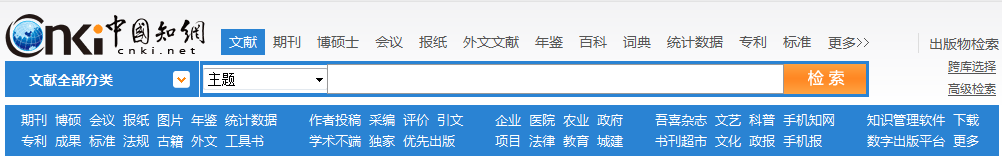 cnki 中國知網
cnki.net
文献 期刊 博硕士 会议 报纸 外文文献 年鉴 百科 词典 统计数据 专利 标准 更多>> 出版物检索
文献全部分类 主题 检索 跨库选择
高级检索
期刊 博硕 会议 报纸 图片 年鉴 统计数据 作者投稿 采编 评价 引文 企业 医院 农业 政府 吾喜杂志 文艺 科普 手机知网 知识管理软件 下载
专利 成果 标准 法规 古籍 外文 工具书 学术不端 独家 优先出版 项目 法律 教育 城建 书刊超市 文化 政报 手机报 数字出版平台 更多